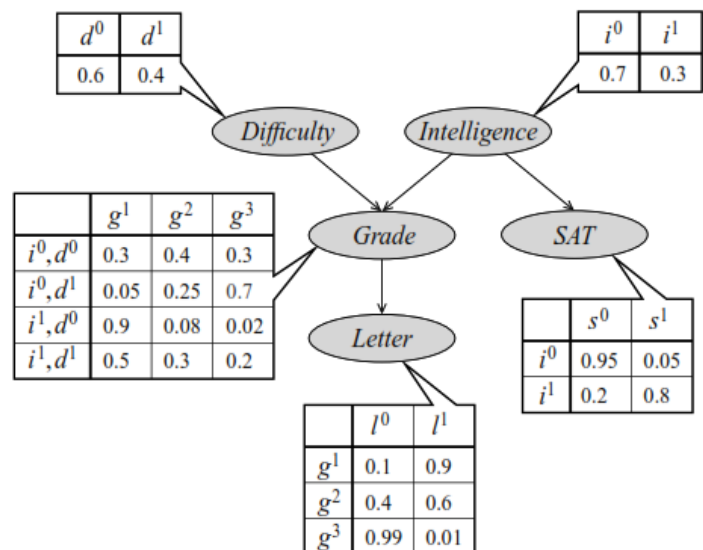 d⁰ d¹
0.6 0.4
i⁰ i¹
0.7 0.3
Difficulty
Intelligence
g¹ g² g³
i⁰,d⁰ 0.3 0.4 0.3
i⁰,d¹ 0.05 0.25 0.7
i¹,d⁰ 0.9 0.08 0.02
i¹,d¹ 0.5 0.3 0.2
Grade
SAT
s⁰ s¹
i⁰ 0.95 0.05
i¹ 0.2 0.8
Letter
l⁰ l¹
g¹ 0.1 0.9
g² 0.4 0.6
g³ 0.99 0.01